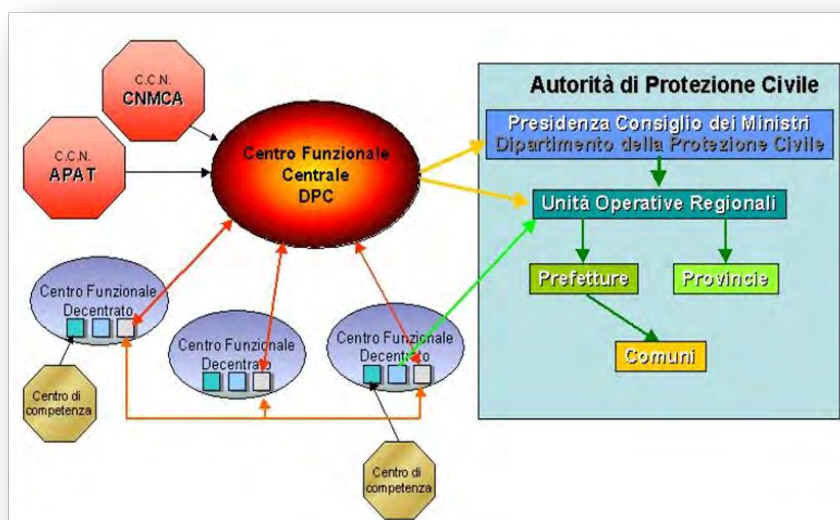 C.C.N.
CNMCA
C.C.N.
APAT
Centro Funzionale
Centrale
DPC
Autorità di Protezione Civile
Presidenza Consiglio dei Ministri
Dipartimento della Protezione Civile
Unità Operative Regionali
Prefetture
Provincie
Comuni
Centro Funzionale
Decentrato
Centro Funzionale
Decentrato
Centro Funzionale
Decentrato
Centro di
competenza
Centro di
competenza